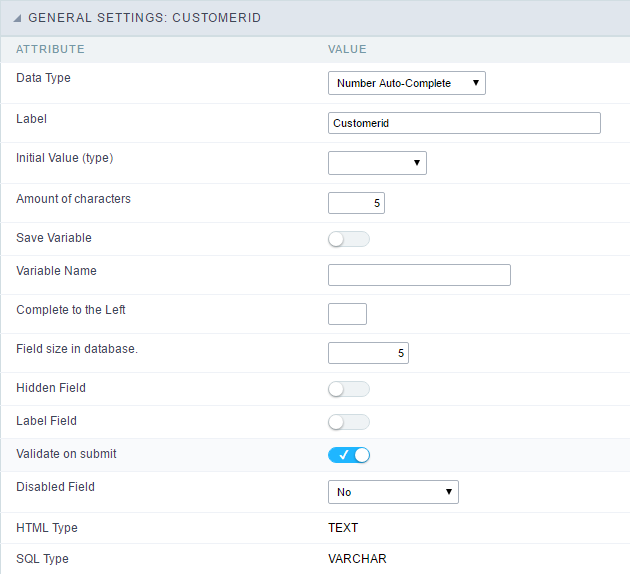 GENERAL SETTINGS: CUSTOMERID
ATTRIBUTE VALUE
Data Type Number Auto-Complete
Label Customerid
Initial Value (type)
Amount of characters 5
Save Variable
Variable Name
Complete to the Left
Field size in database. 5
Hidden Field
Label Field
Validate on submit
Disabled Field No
HTML Type TEXT
SQL Type VARCHAR